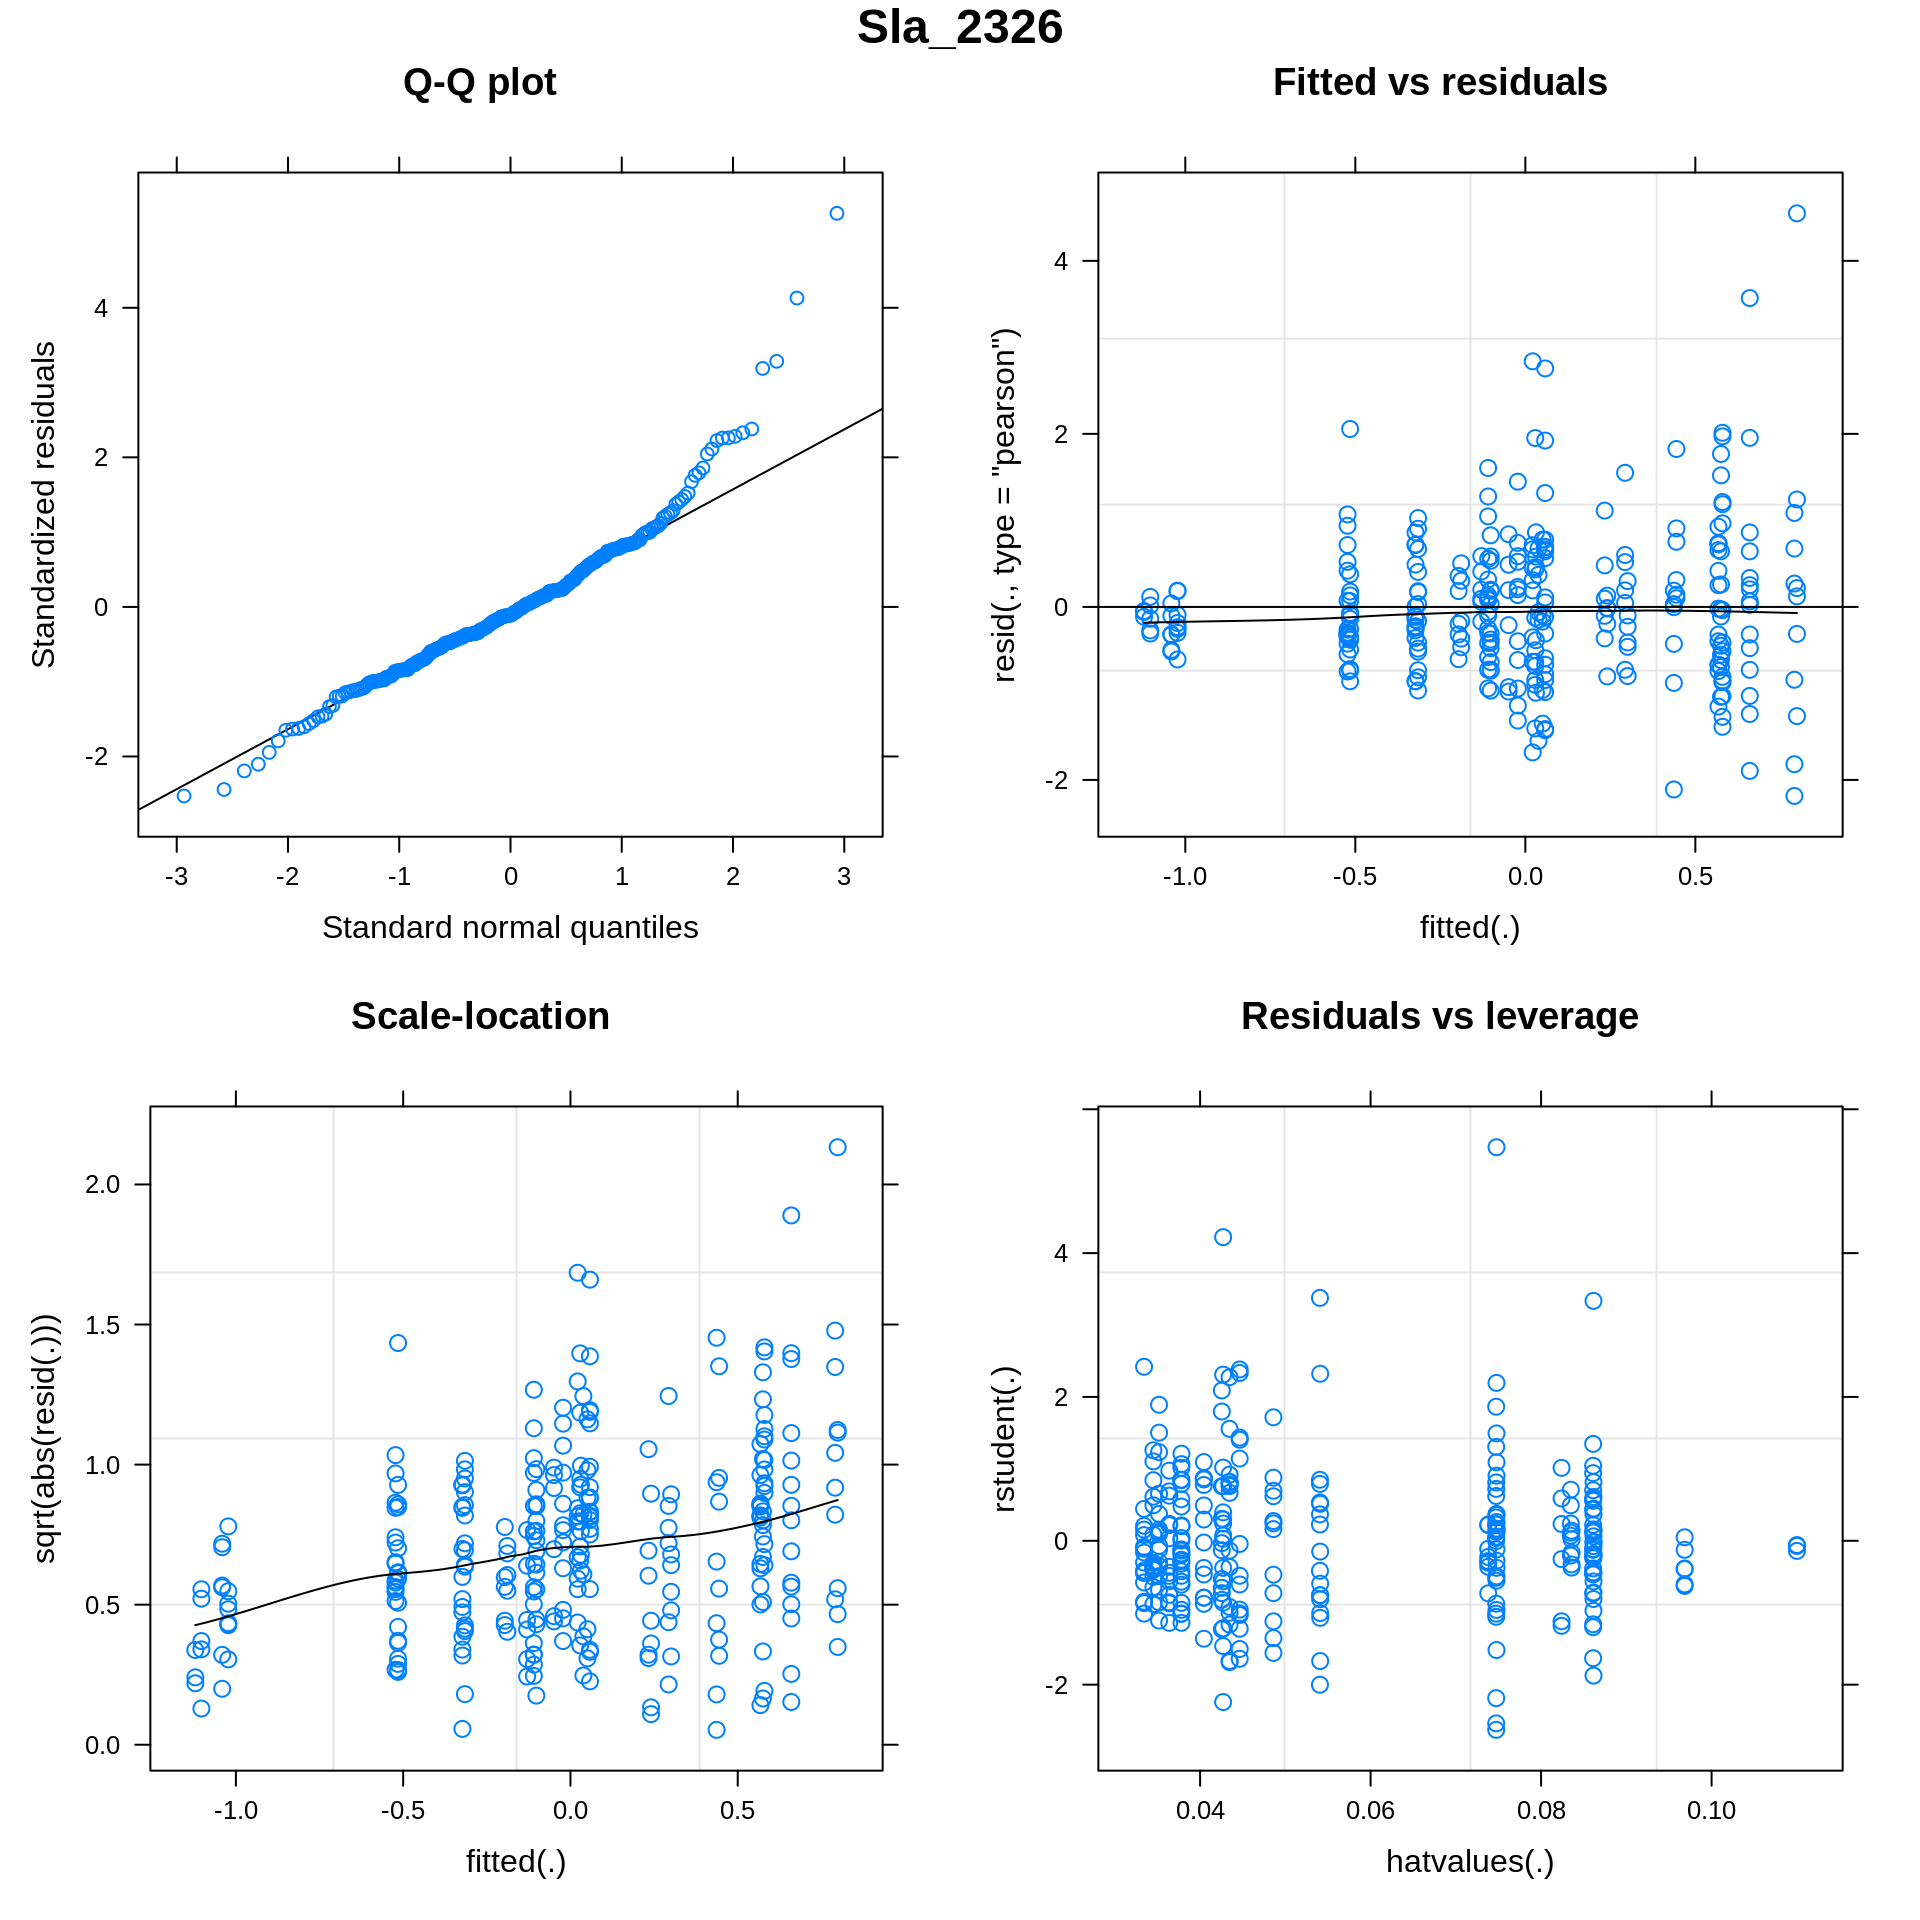 Sla_2326
Q-Q plot
Standardized residuals
4
2
0
-2
-3 -2 -1 0 1 2 3
Standard normal quantiles
Fitted vs residuals
resid(., type = "pearson")
4
2
0
-2
-1.0 -0.5 0.0 0.5
fitted(.)
Scale-location
sqrt(abs(resid(.)))
2.0
1.5
1.0
0.5
0.0
-1.0 -0.5 0.0 0.5
fitted(.)
Residuals vs leverage
rstudent(.)
4
2
0
-2
0.04 0.06 0.08 0.10
hatvalues(.)